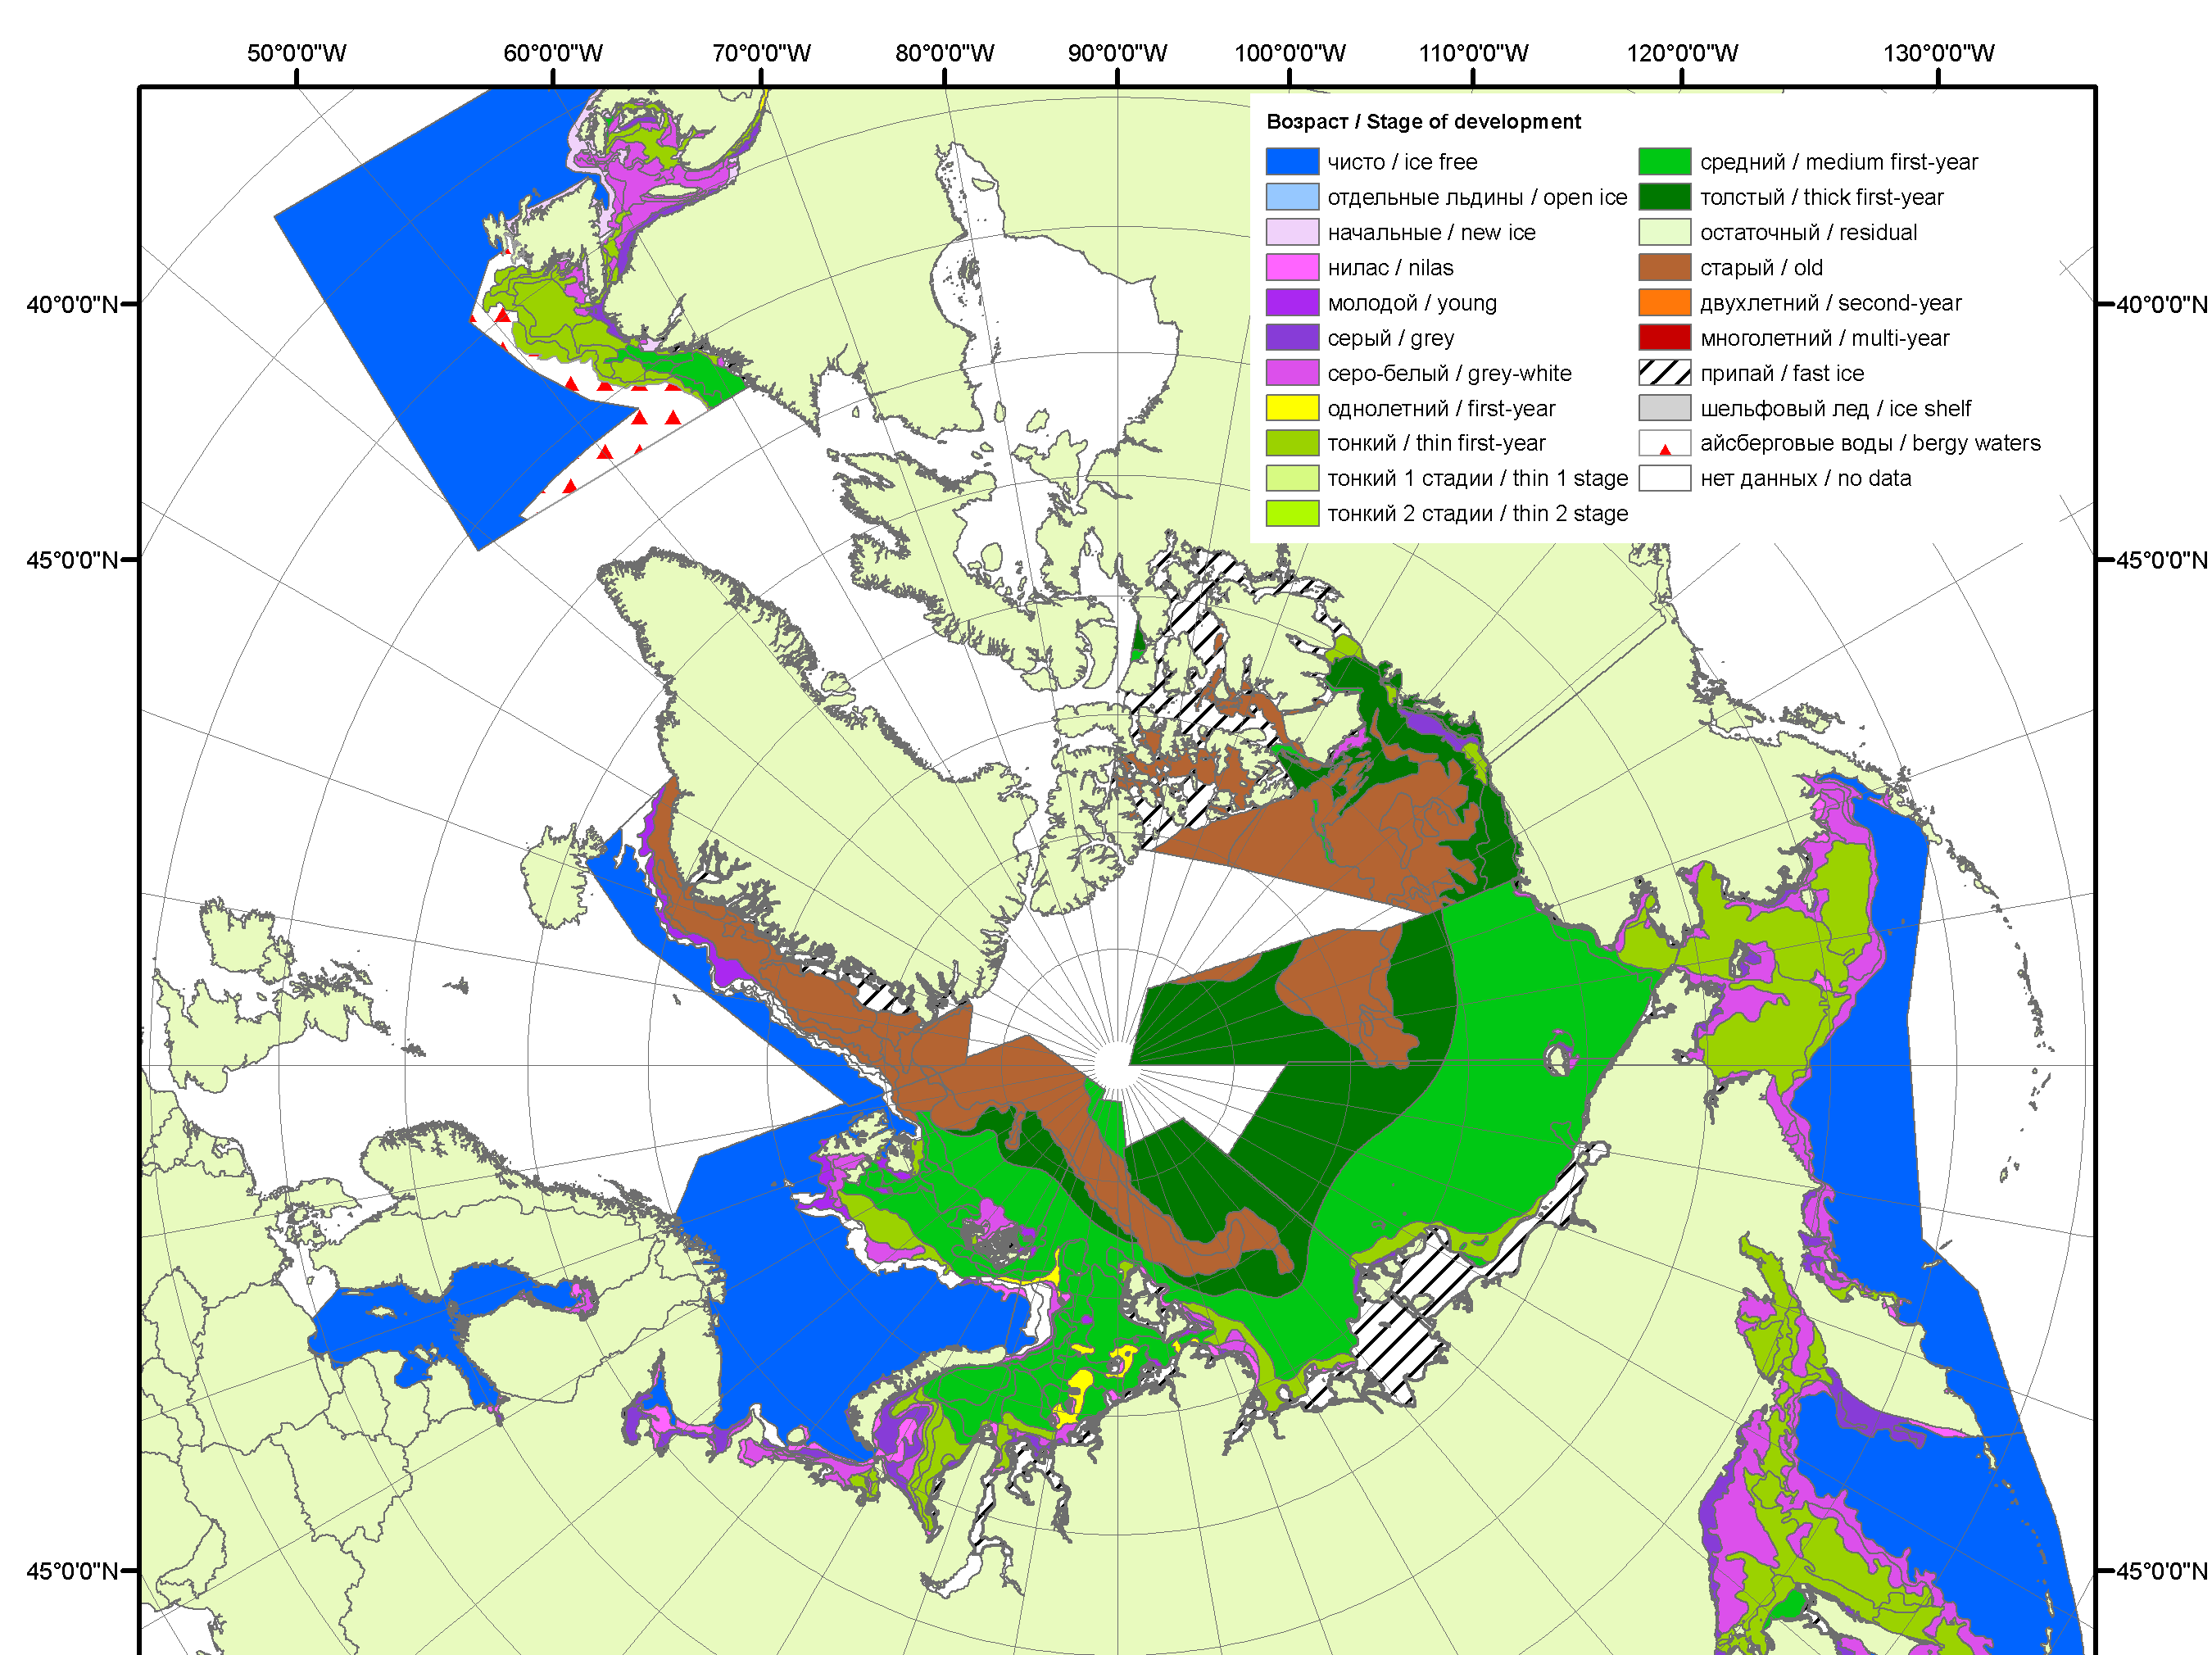 50°0'0"W 60°0'0"W 70°0'0"W 80°0'0"W 90°0'0"W 100°0'0"W 110°0'0"W 120°0'0"W 130°0'0"W
Возраст / Stage of development
чисто / ice free
отдельные льдины / open ice
начальные / new ice
нилас / nilas
молодой / young
серый / grey
серо-белый / grey-white
однолетний / first-year
тонкий / thin first-year
тонкий 1 стадии / thin 1 stage
тонкий 2 стадии / thin 2 stage
средний / medium first-year
толстый / thick first-year
остаточный / residual
старый / old
двухлетний / second-year
многолетний / multi-year
припай / fast ice
шельфовый лед / ice shelf
айсберговые воды / bergy waters
нет данных / no data
40°0'0"N 40°0'0"N
45°0'0"N 45°0'0"N
45°0'0"N 45°0'0"N